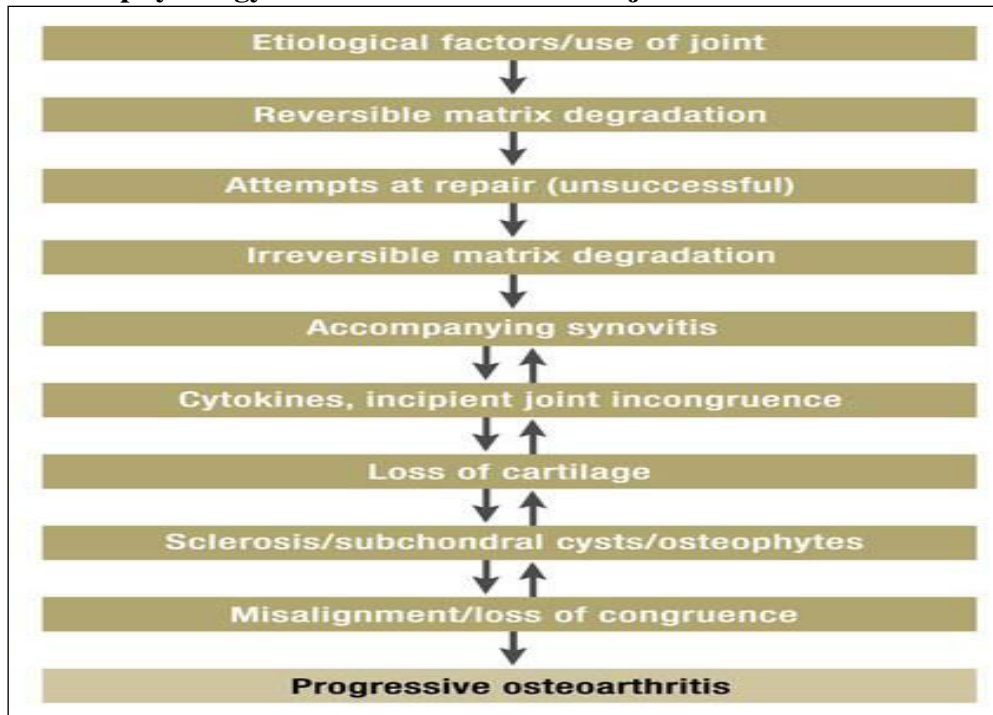 Etiological factors/use of joint
Reversible matrix degradation
Attempts at repair (unsuccessful)
Irreversible matrix degradation
Accompanying synovitis
Cytokines, incipient joint incongruence
Loss of cartilage
Sclerosis/subchondral cysts/osteophytes
Misalignment/loss of congruence
Progressive osteoarthritis